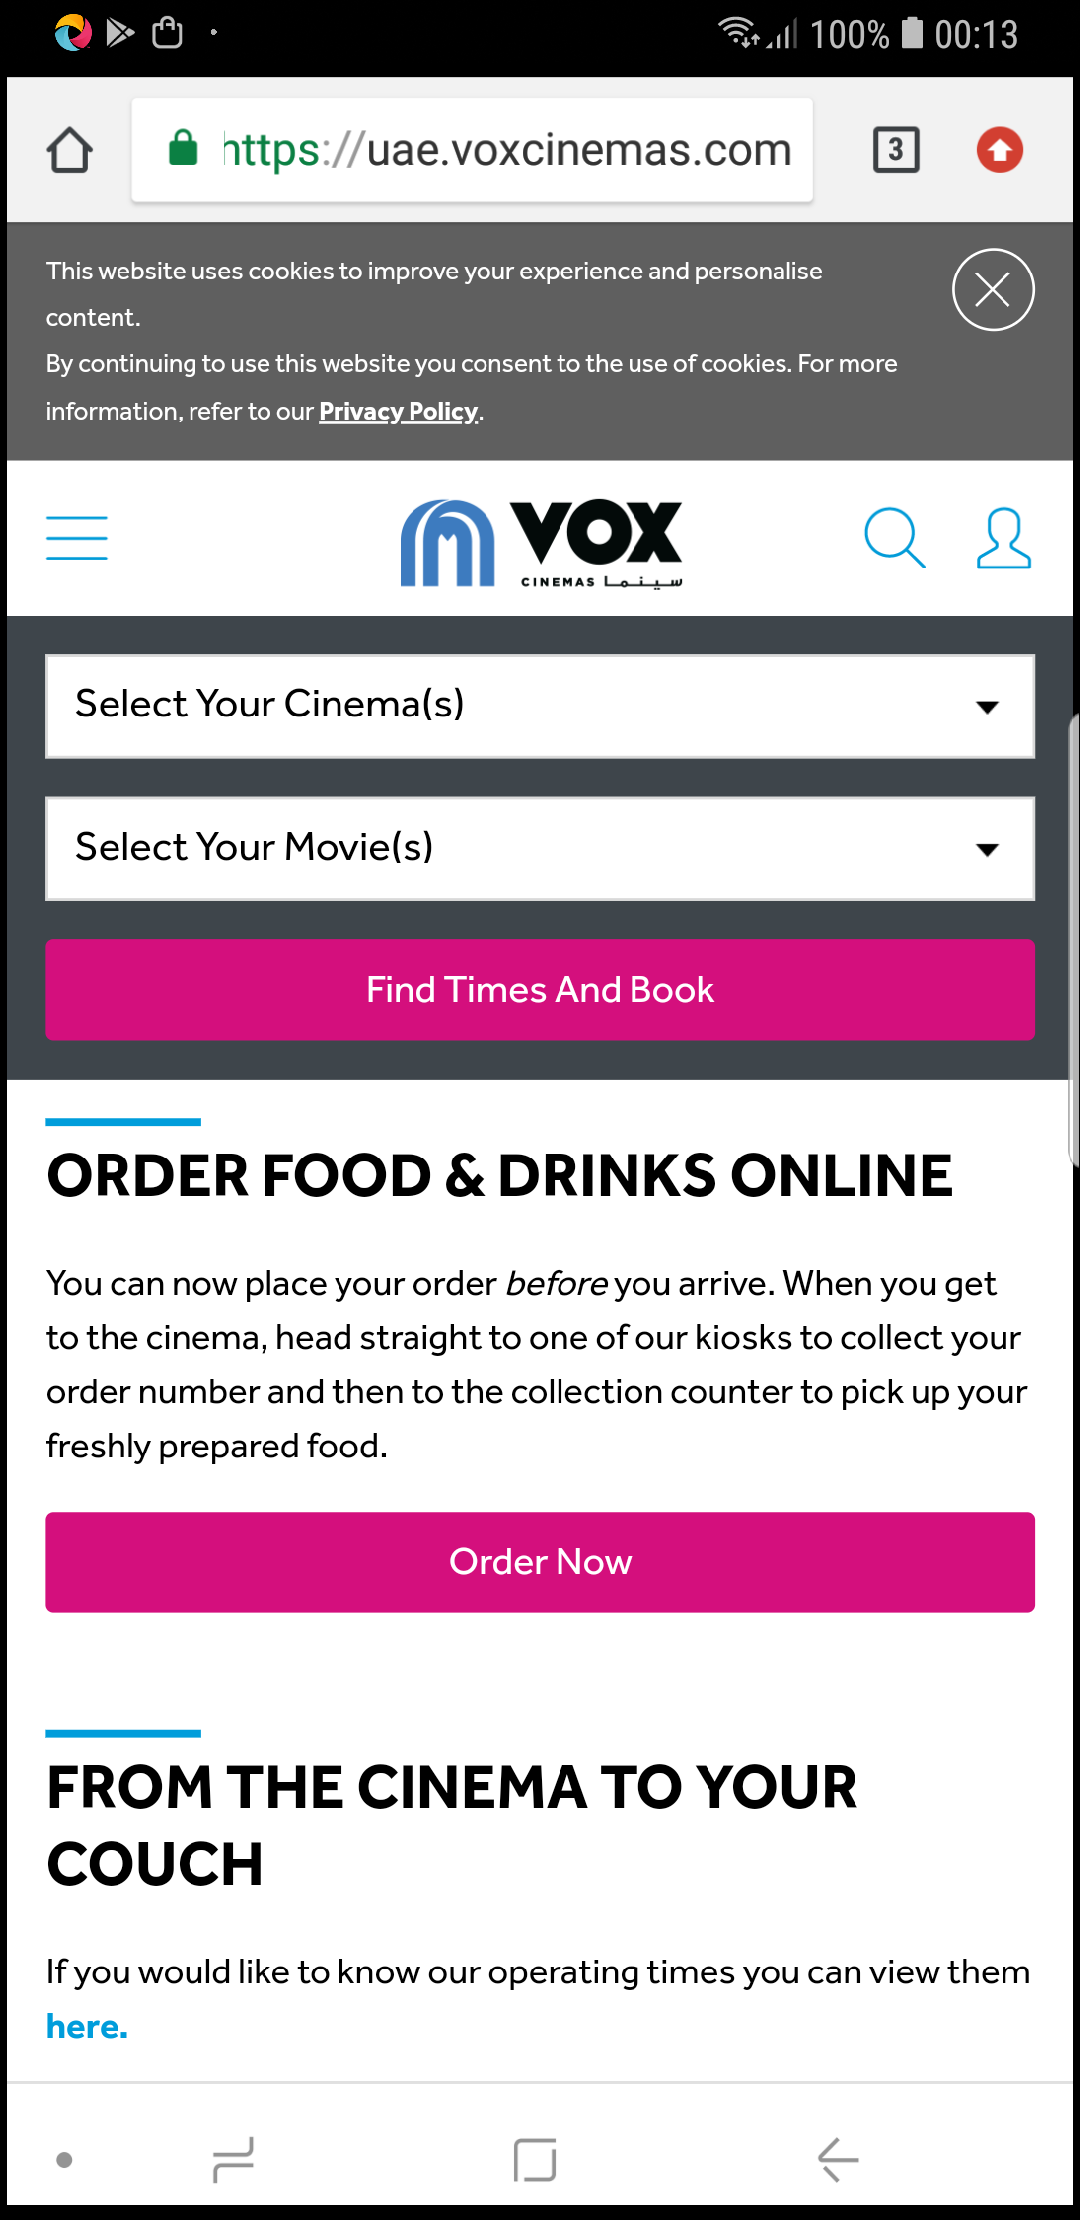 100% 00:13
https://uae.voxcinemas.com 3
This website uses cookies to improve your experience and personalise
content.
By continuing to use this website you consent to the use of cookies. For more
information, refer to our Privacy Policy.
VOX
CINEMAS سينما
Select Your Cinema(s)
Select Your Movie(s)
Find Times And Book
ORDER FOOD & DRINKS ONLINE
You can now place your order before you arrive. When you get
to the cinema, head straight to one of our kiosks to collect your
order number and then to the collection counter to pick up your
freshly prepared food.
Order Now
FROM THE CINEMA TO YOUR
COUCH
If you would like to know our operating times you can view them
here.